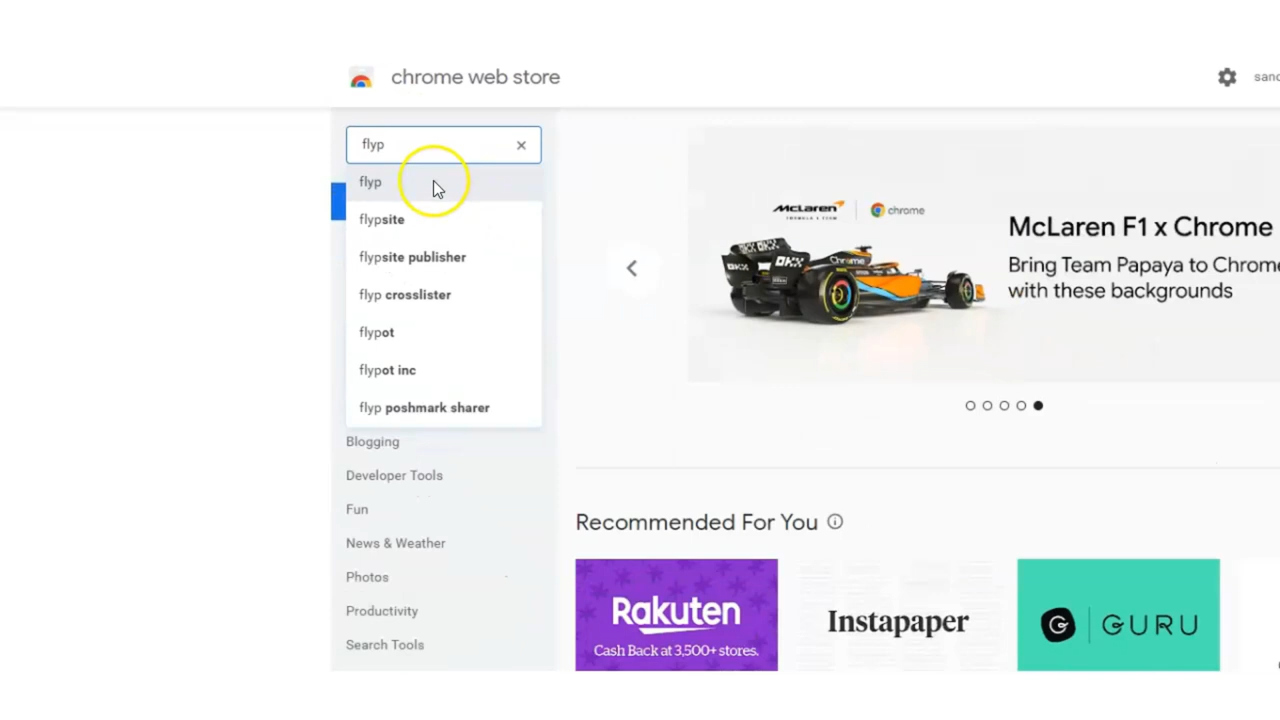 chrome web store
sand
flyp
flyp
flypsite
flypsite publisher
flyp crosslister
flypot
flypot inc
flyp poshmark sharer
Blogging
Developer Tools
Fun
News & Weather
Photos
Productivity
Search Tools
McLaren
chrome
McLaren F1 x Chrome
Bring Team Papaya to Chrome
with these backgrounds
Recommended For You
Rakuten
Cash Back at 3,500+ stores.
Instapaper
G GURU